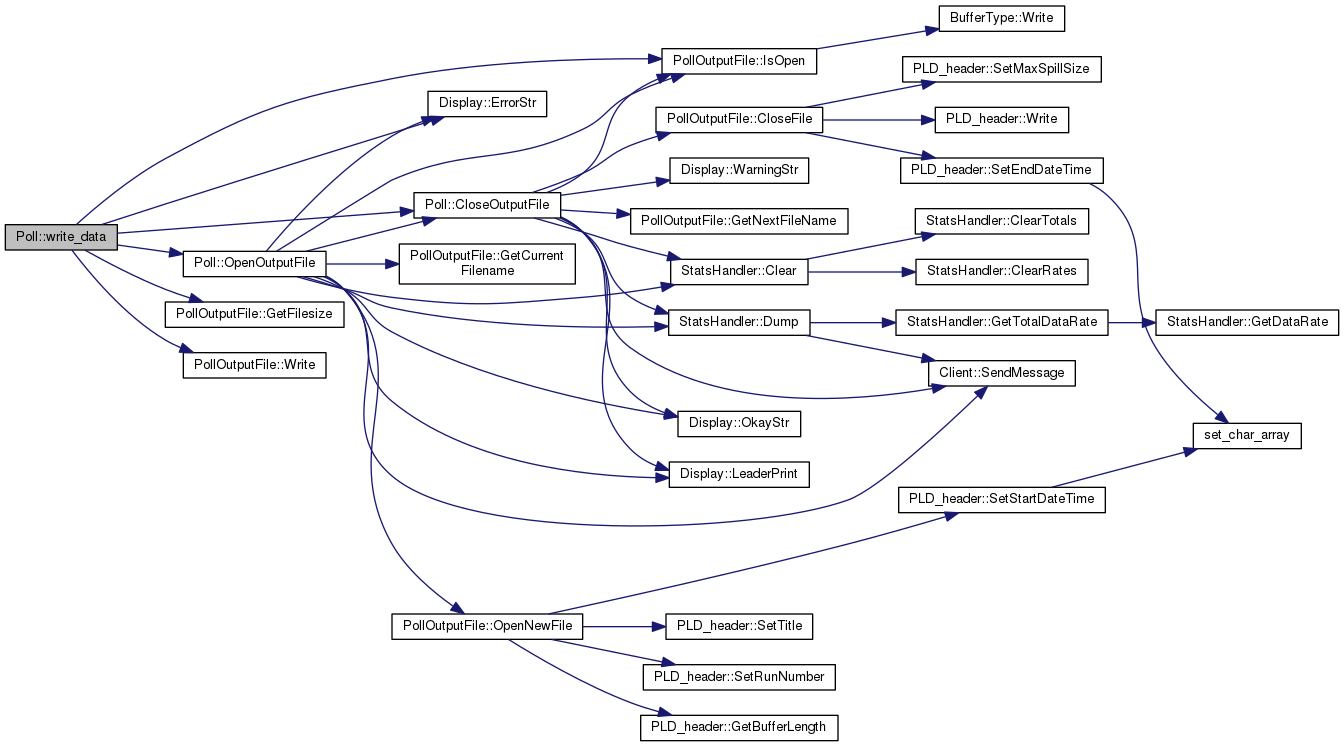 BufferType::Write
PollOutputFile::IsOpen
PLD_header::SetMaxSpillSize
Display::ErrorStr
PollOutputFile::CloseFile
PLD_header::Write
Display::WarningStr
PLD_header::SetEndDateTime
Poll::CloseOutputFile
PollOutputFile::GetNextFileName
StatsHandler::ClearTotals
Poll::write_data
Poll::OpenOutputFile
PollOutputFile::GetCurrent
Filename
StatsHandler::Clear
StatsHandler::ClearRates
PollOutputFile::GetFilesize
StatsHandler::Dump
StatsHandler::GetTotalDataRate
StatsHandler::GetDataRate
PollOutputFile::Write
Client::SendMessage
Display::OkayStr
set_char_array
Display::LeaderPrint
PLD_header::SetStartDateTime
PollOutputFile::OpenNewFile
PLD_header::SetTitle
PLD_header::SetRunNumber
PLD_header::GetBufferLength